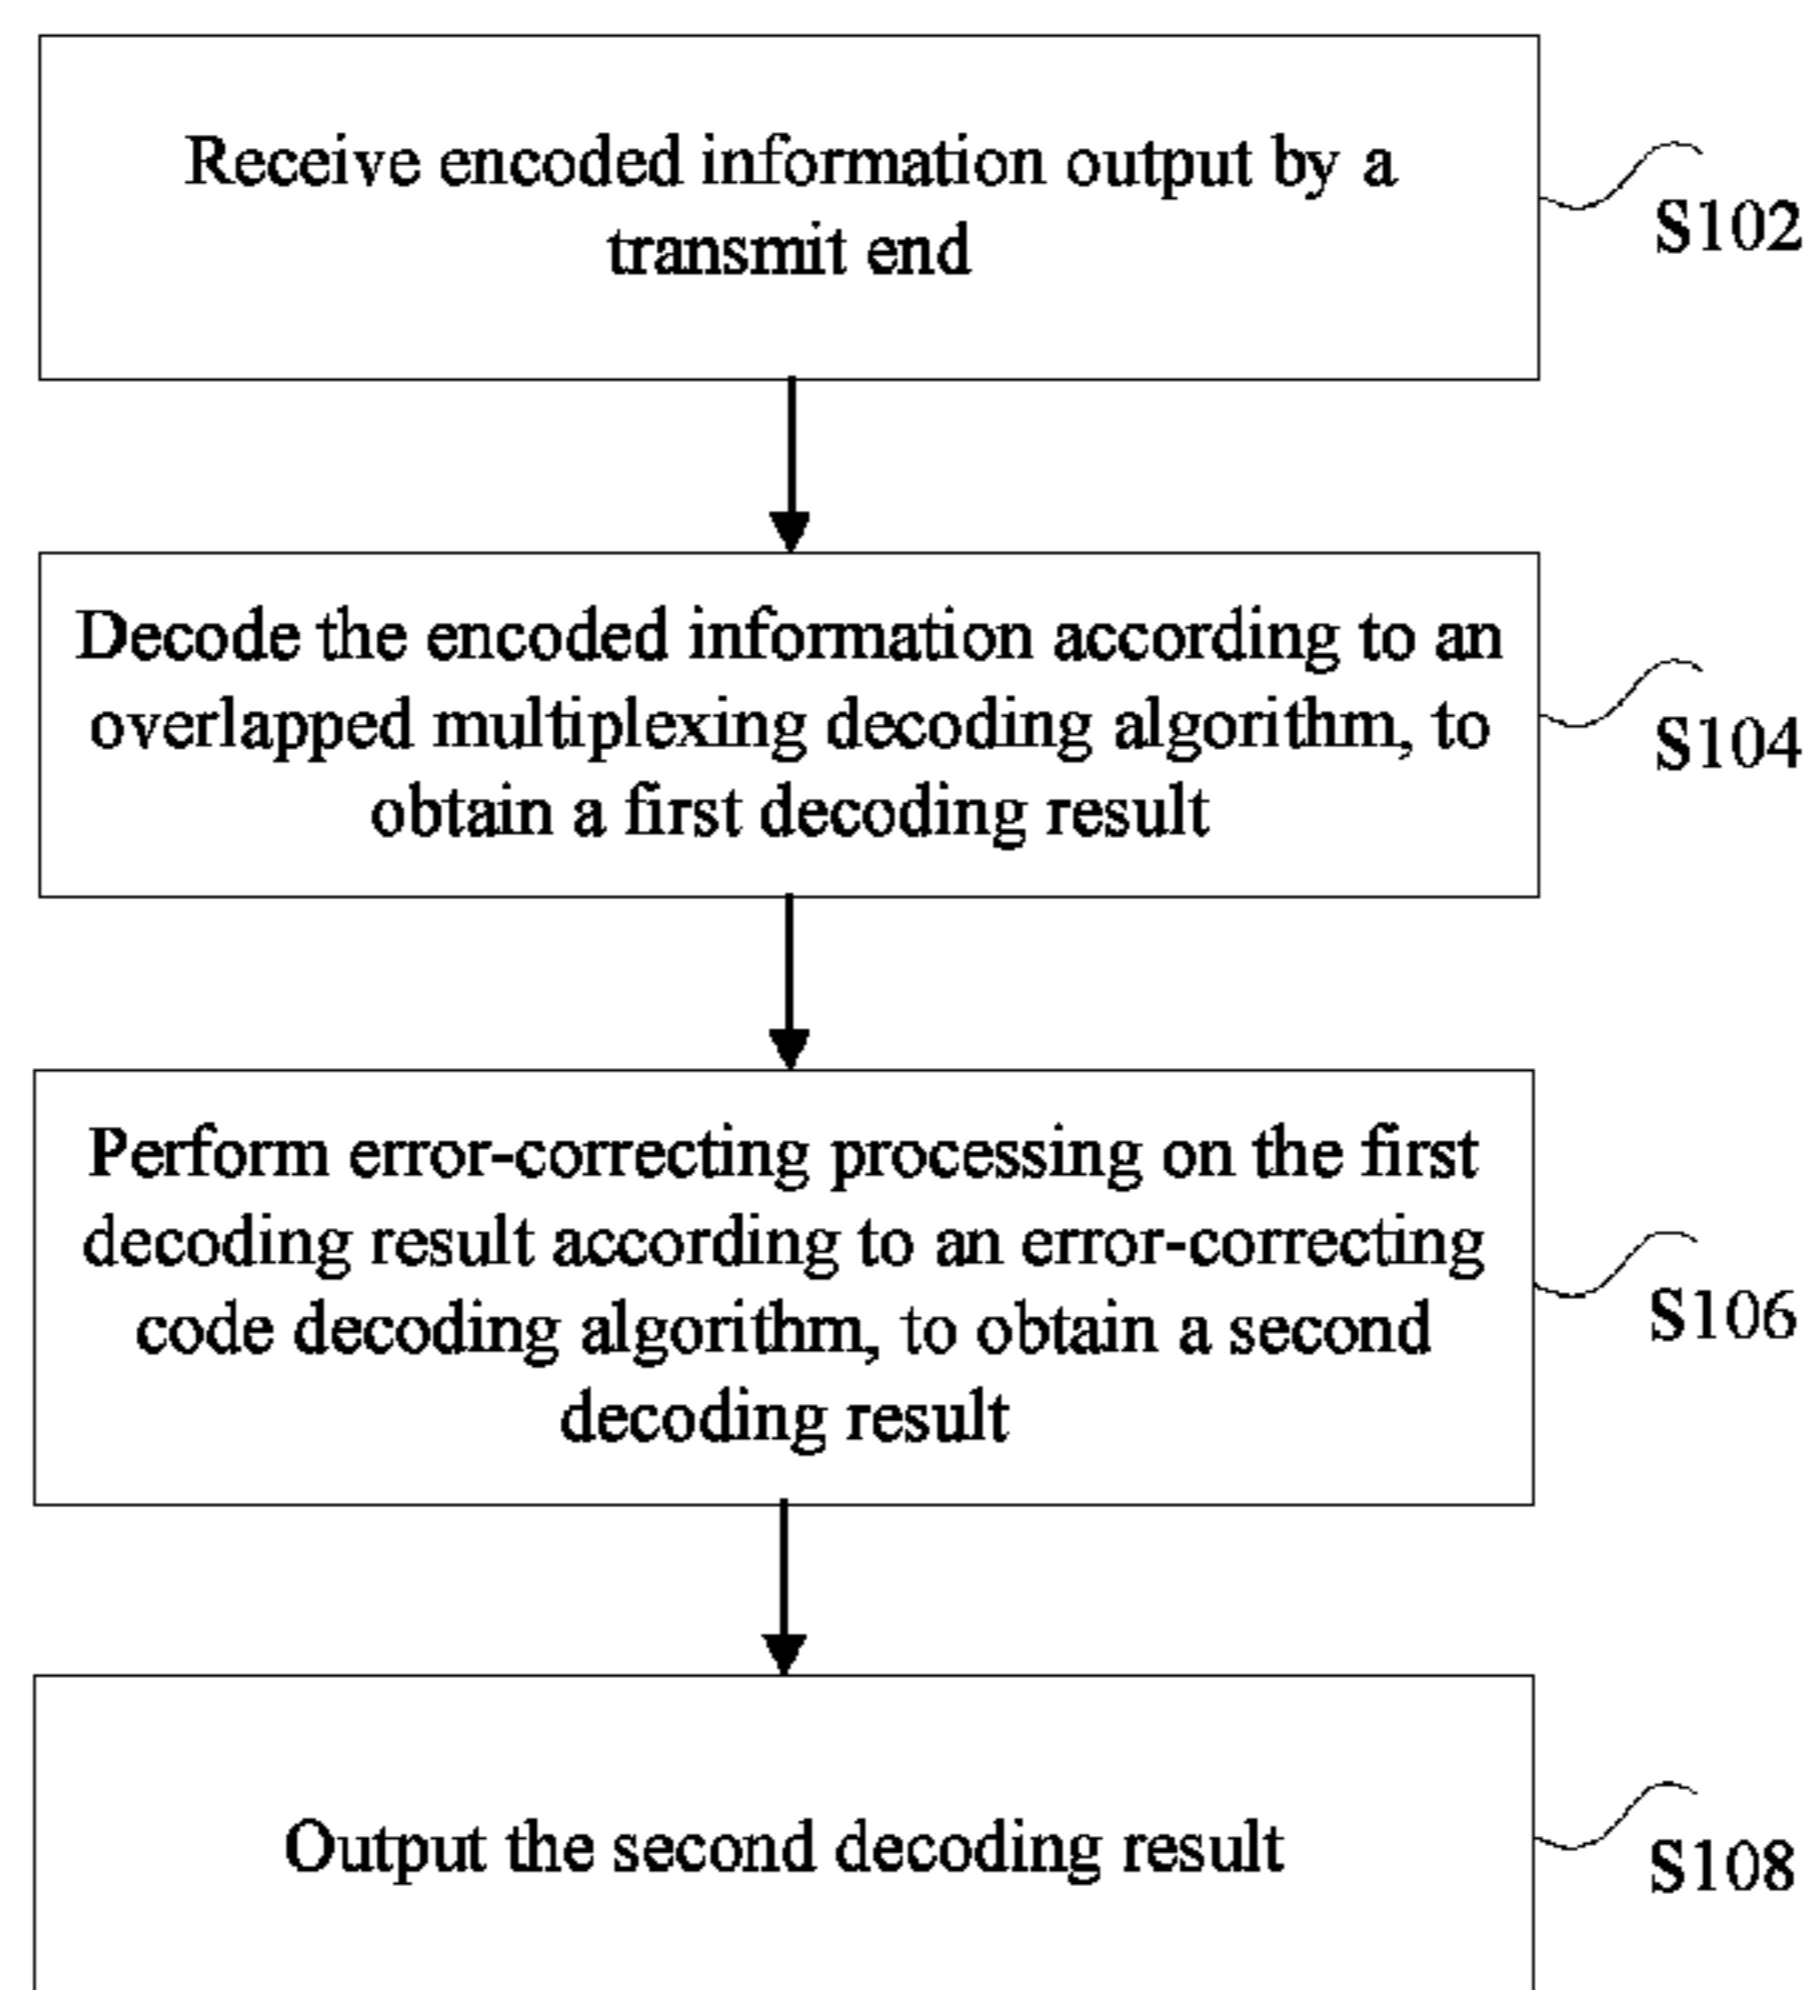 Receive encoded information output by a
transmit end
S102
Decode the encoded information according to an
overlapped multiplexing decoding algorithm, to
obtain a first decoding result
S104
Perform error-correcting processing on the first
decoding result according to an error-correcting
code decoding algorithm, to obtain a second
decoding result
S106
Output the second decoding result
S108